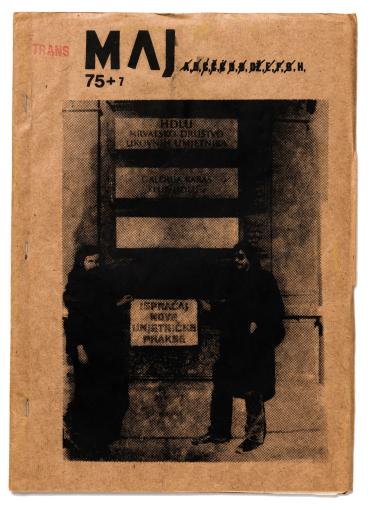 TRANS
MAJ
75+7
HDLU
HRVATSKO DRUŠTVO
LIKOVNIH UMJETNIKA
ISPRAĆAJ
NOVE
UMJETNIČKE
PRAKSE